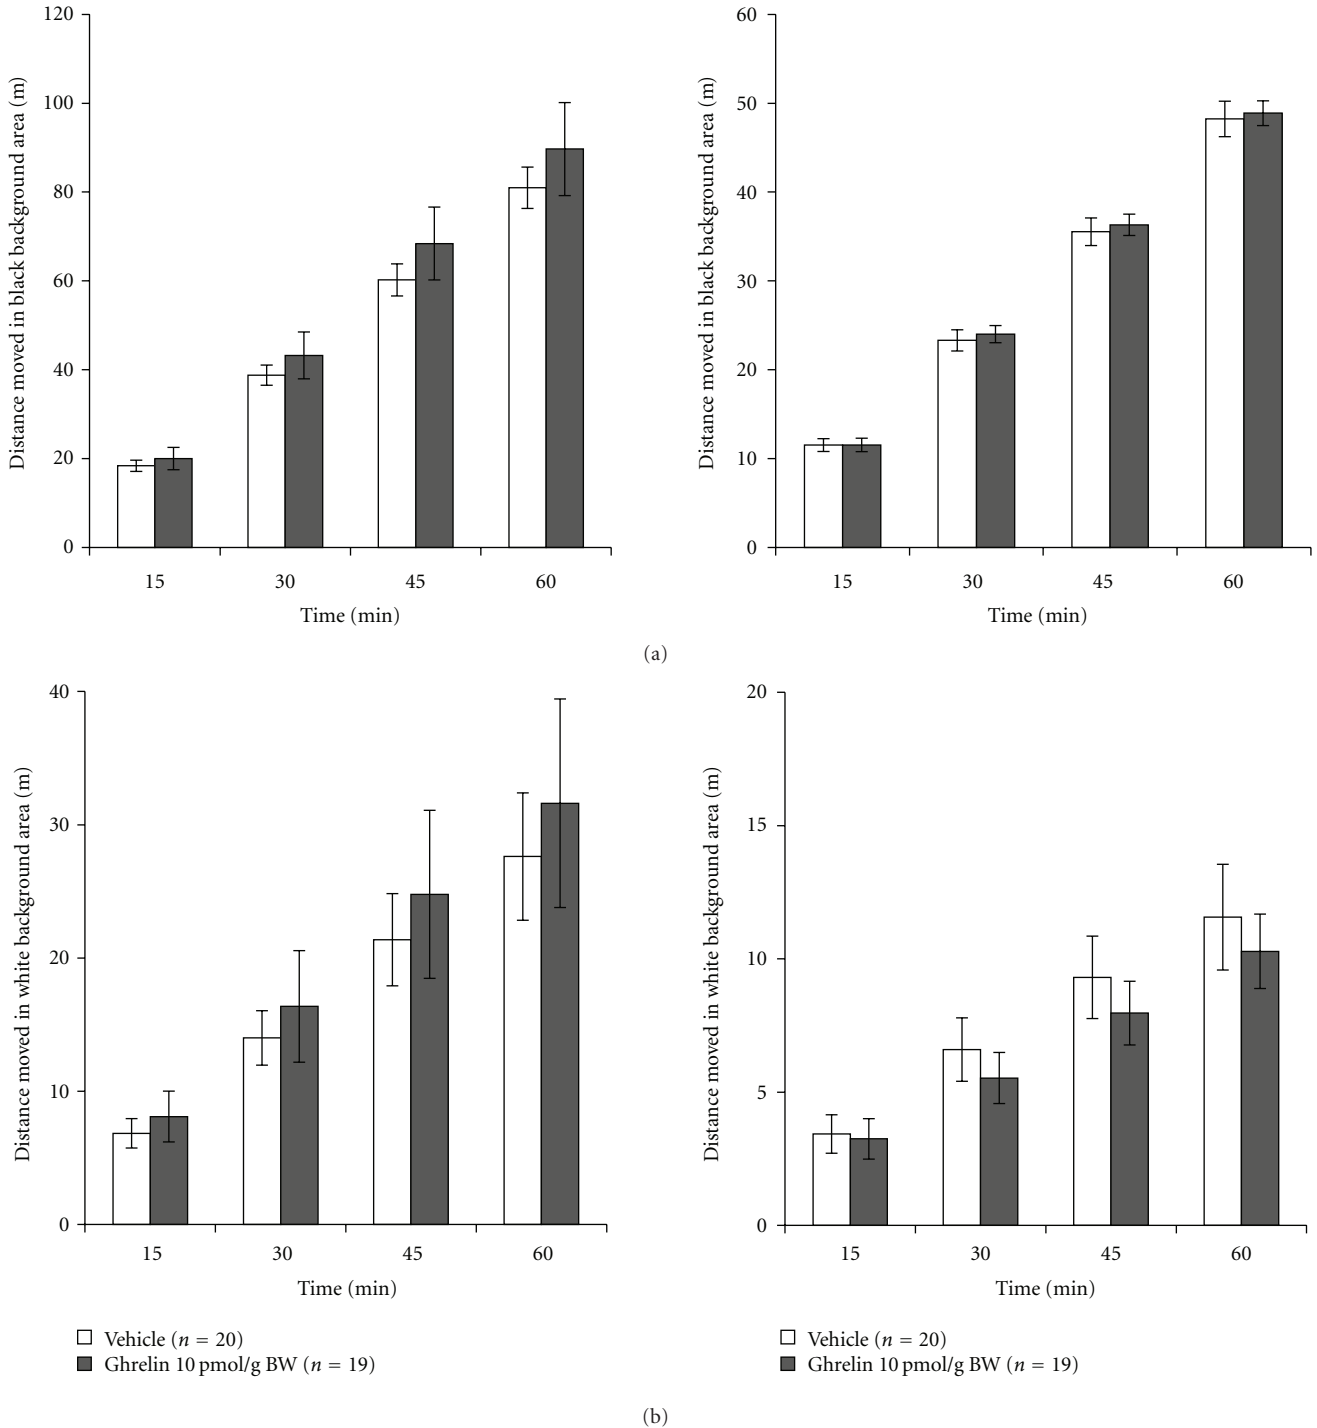 Distance moved in black background area (m)
120
100
80
60
40
20
0
15 30 45 60
Time (min)
Distance moved in black background area (m)
60
50
40
30
20
10
0
15 30 45 60
Time (min)
(a)
Distance moved in white background area (m)
40
30
20
10
0
15 30 45 60
Time (min)
Vehicle (n = 20)
Ghrelin 10 pmol/g BW (n = 19)
Distance moved in white background area (m)
20
15
10
5
0
15 30 45 60
Time (min)
Vehicle (n = 20)
Ghrelin 10 pmol/g BW (n = 19)
(b)